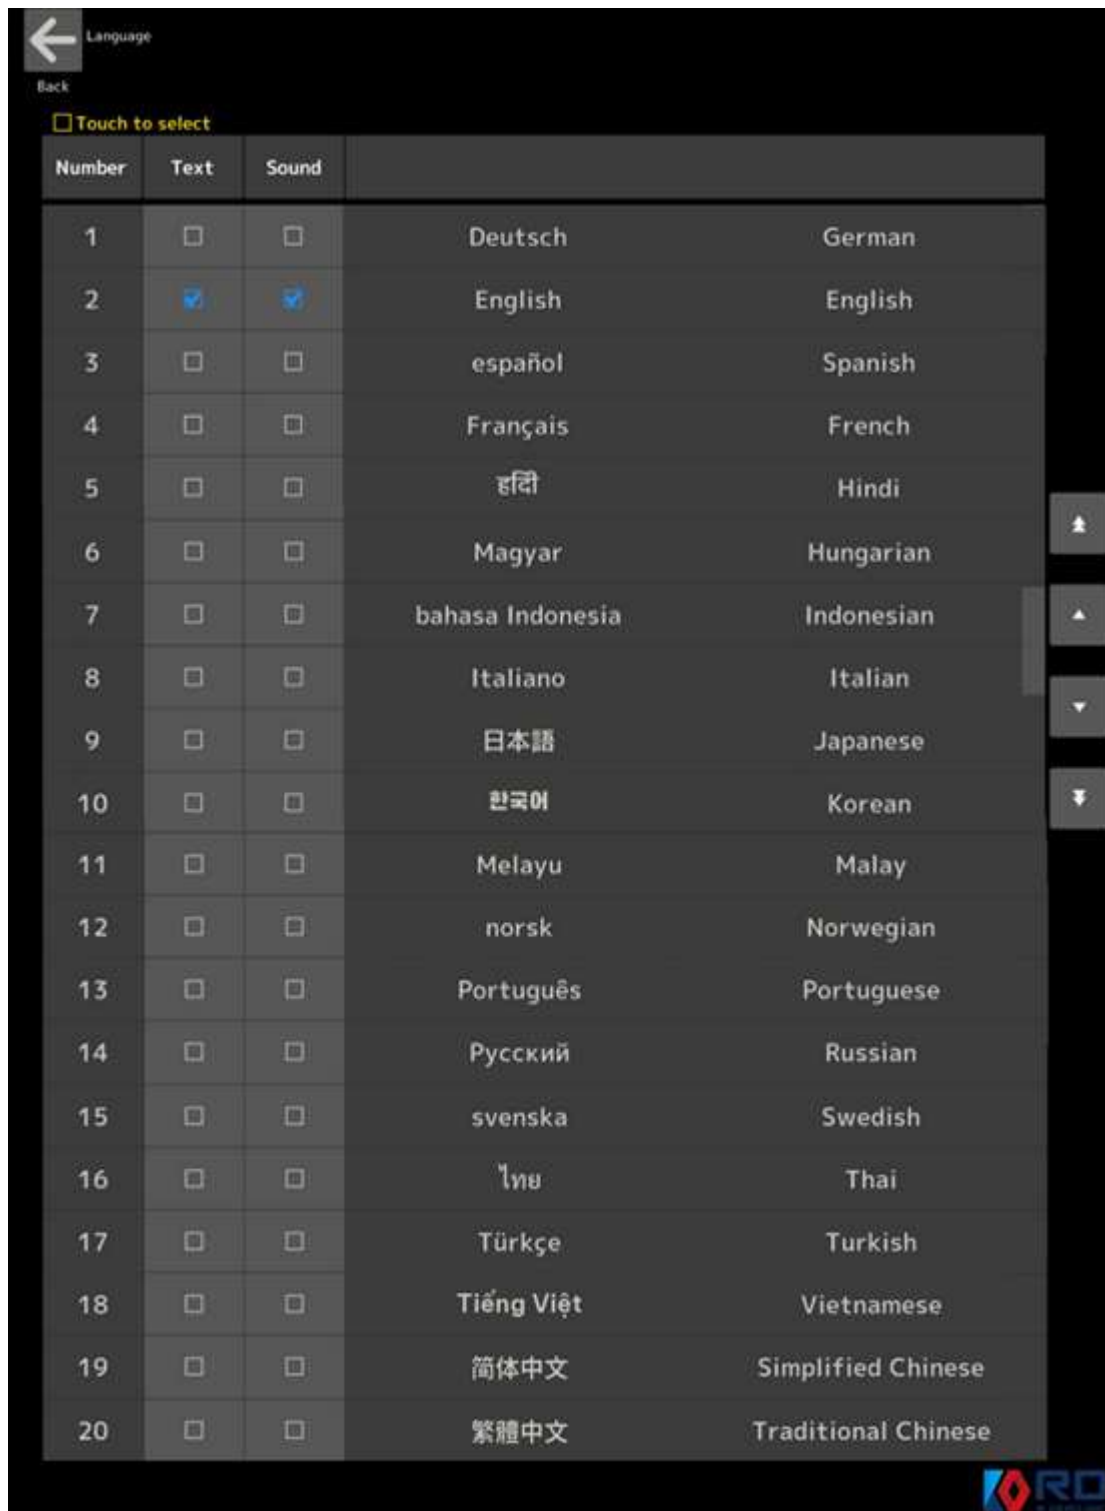 Language
Back
Touch to select
Number Text Sound
1 Deutsch German
2 English English
3 español Spanish
4 Français French
5 हदिी Hindi
6 Magyar Hungarian
7 bahasa Indonesia Indonesian
8 Italiano Italian
9 日本語 Japanese
10 한국어 Korean
11 Melayu Malay
12 norsk Norwegian
13 Português Portuguese
14 Русский Russian
15 svenska Swedish
16 ไทย Thai
17 Türkçe Turkish
18 Tiếng Việt Vietnamese
19 简体中文 Simplified Chinese
20 繁體中文 Traditional Chinese